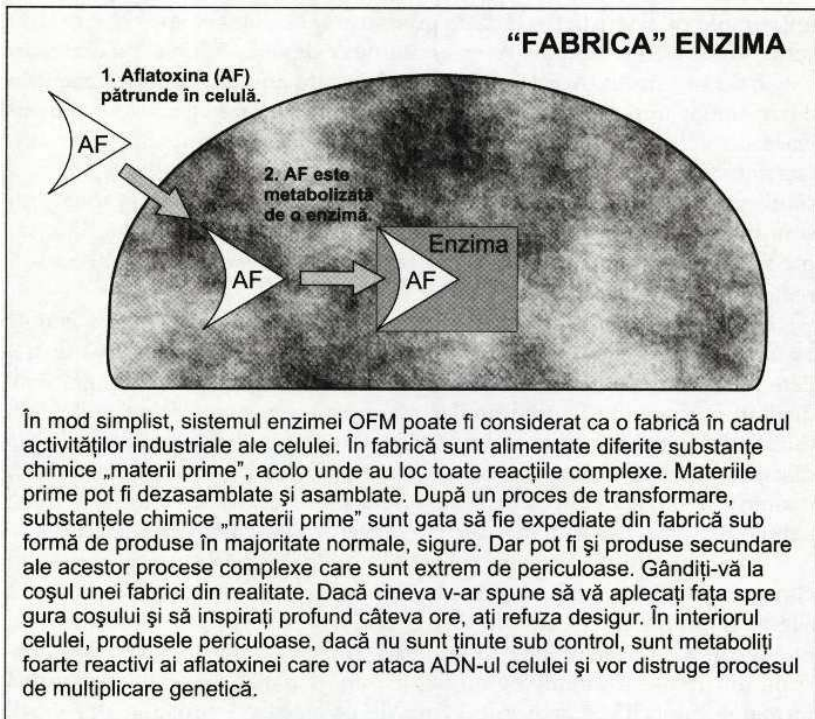 “FABRICA” ENZIMA
1. Aflatoxina (AF)
pătrunde în celulă.
AF
2. AF este
metabolizată
de o enzimă.
Enzima
AF
AF
În mod simplist, sistemul enzimei OFM poate fi considerat ca o fabrică în cadrul
activităților industriale ale celulei. În fabrică sunt alimentate diferite substanțe
chimice „materii prime”, acolo unde au loc toate reacțiile complexe. Materiile
prime pot fi dezasamblate și asamblate. După un proces de transformare,
substanțele chimice „materii prime” sunt gata să fie expediate din fabrică sub
formă de produse în majoritate normale, sigure. Dar pot fi și produse secundare
ale acestor procese complexe care sunt extrem de periculoase. Gândiți-vă la
coșul unei fabrici din realitate. Dacă cineva v-ar spune să vă aplecați fața spre
gura coșului și să inspirați profund câteva ore, ați refuza desigur. În interiorul
celulei, produsele periculoase, dacă nu sunt ținute sub control, sunt metaboliți
foarte reactivi ai aflatoxinei care vor ataca ADN-ul celulei și vor distruge procesul
de multiplicare genetică.